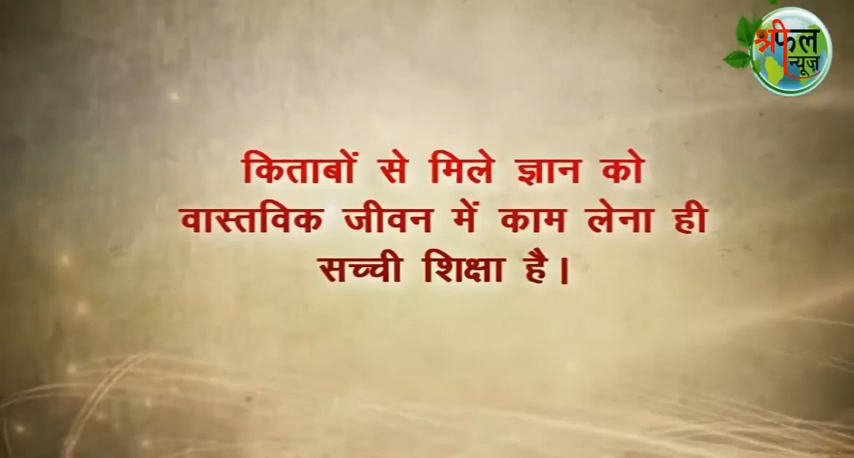 श्रीफल
न्यूज़
किताबों से मिले ज्ञान को
वास्तविक जीवन में काम लेना ही
सच्ची शिक्षा है।